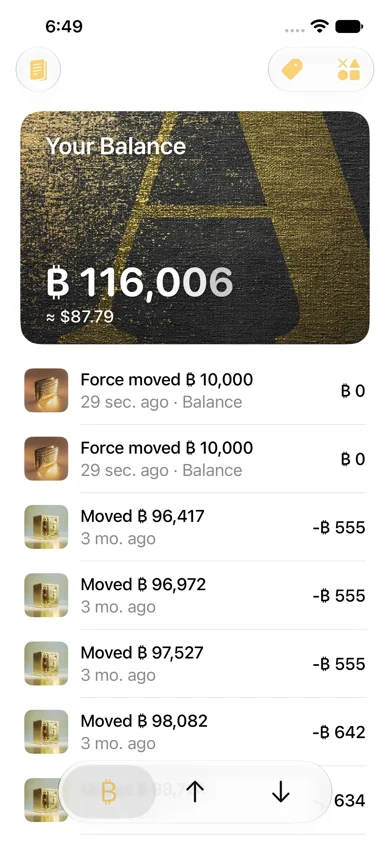 6:49
Your Balance
₿ 116,006
≈ $87.79
Force moved ₿ 10,000
₿ 0
29 sec. ago · Balance
Force moved ₿ 10,000
₿ 0
29 sec. ago · Balance
Moved ₿ 96,417
-₿ 555
3 mo. ago
Moved ₿ 96,972
-₿ 555
3 mo. ago
Moved ₿ 97,527
-₿ 555
3 mo. ago
Moved ₿ 98,082
-₿ 642
3 mo. ago
634